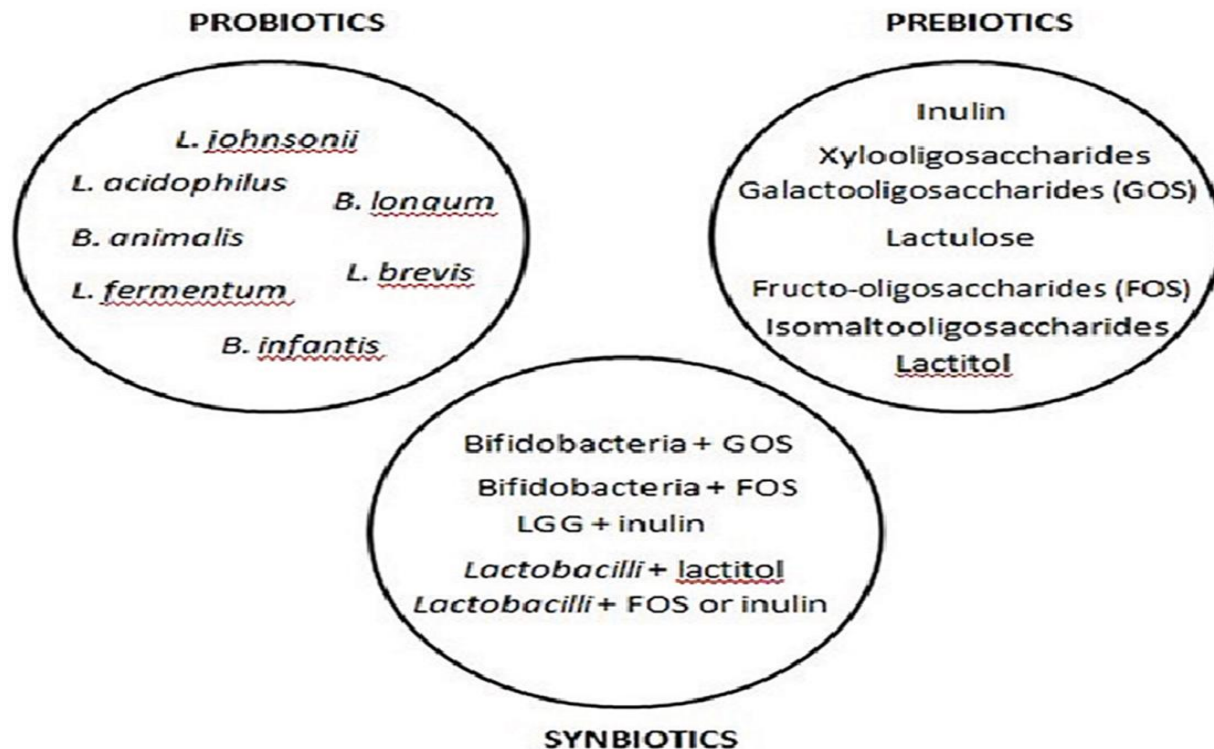 PROBIOTICS
L. johnsonii
L. acidophilus
B. longum
B. animalis
L. brevis
L. fermentum
B. infantis
PREBIOTICS
Inulin
Xylooligosaccharides
Galactooligosaccharides (GOS)
Lactulose
Fructo-oligosaccharides (FOS)
Isomaltooligosaccharides
Lactitol
Bifidobacteria + GOS
Bifidobacteria + FOS
LGG + inulin
Lactobacilli + lactitol
Lactobacilli + FOS or inulin
SYNBIOTICS